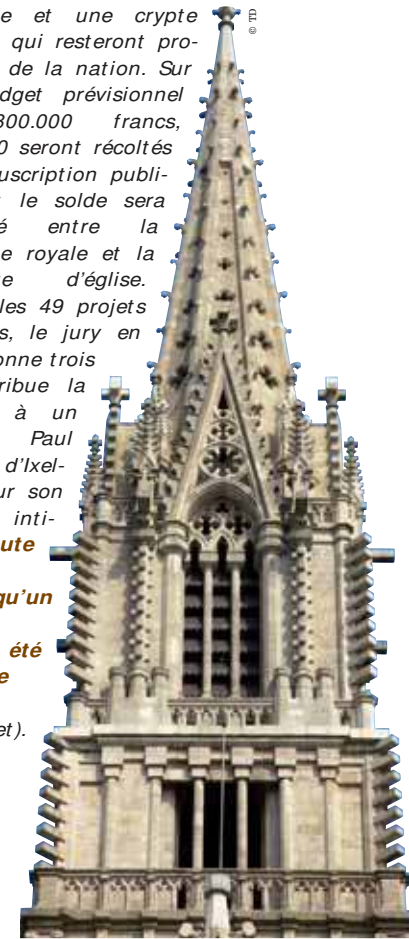 e et une crypte
qui resteront pro-
de la nation. Sur
dget prévisionnel
300.000 francs,
0 seront récoltés
uscription publi-
le solde sera
é entre la
e royale et la
e d'église.
les 49 projets
s, le jury en
onne trois
ribue la
à un
Paul
d'Ixel-
ur son
inti-
ute
qu'un
été
e
et).
© TD